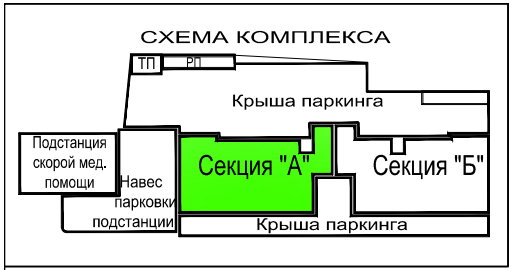 СХЕМА КОМПЛЕКСА
ТП
РП
Крыша паркинга
Подстанция
скорой мед.
помощи
Секция "А"
Секция "Б"
Навес
парковки
подстанции
Крыша паркинга